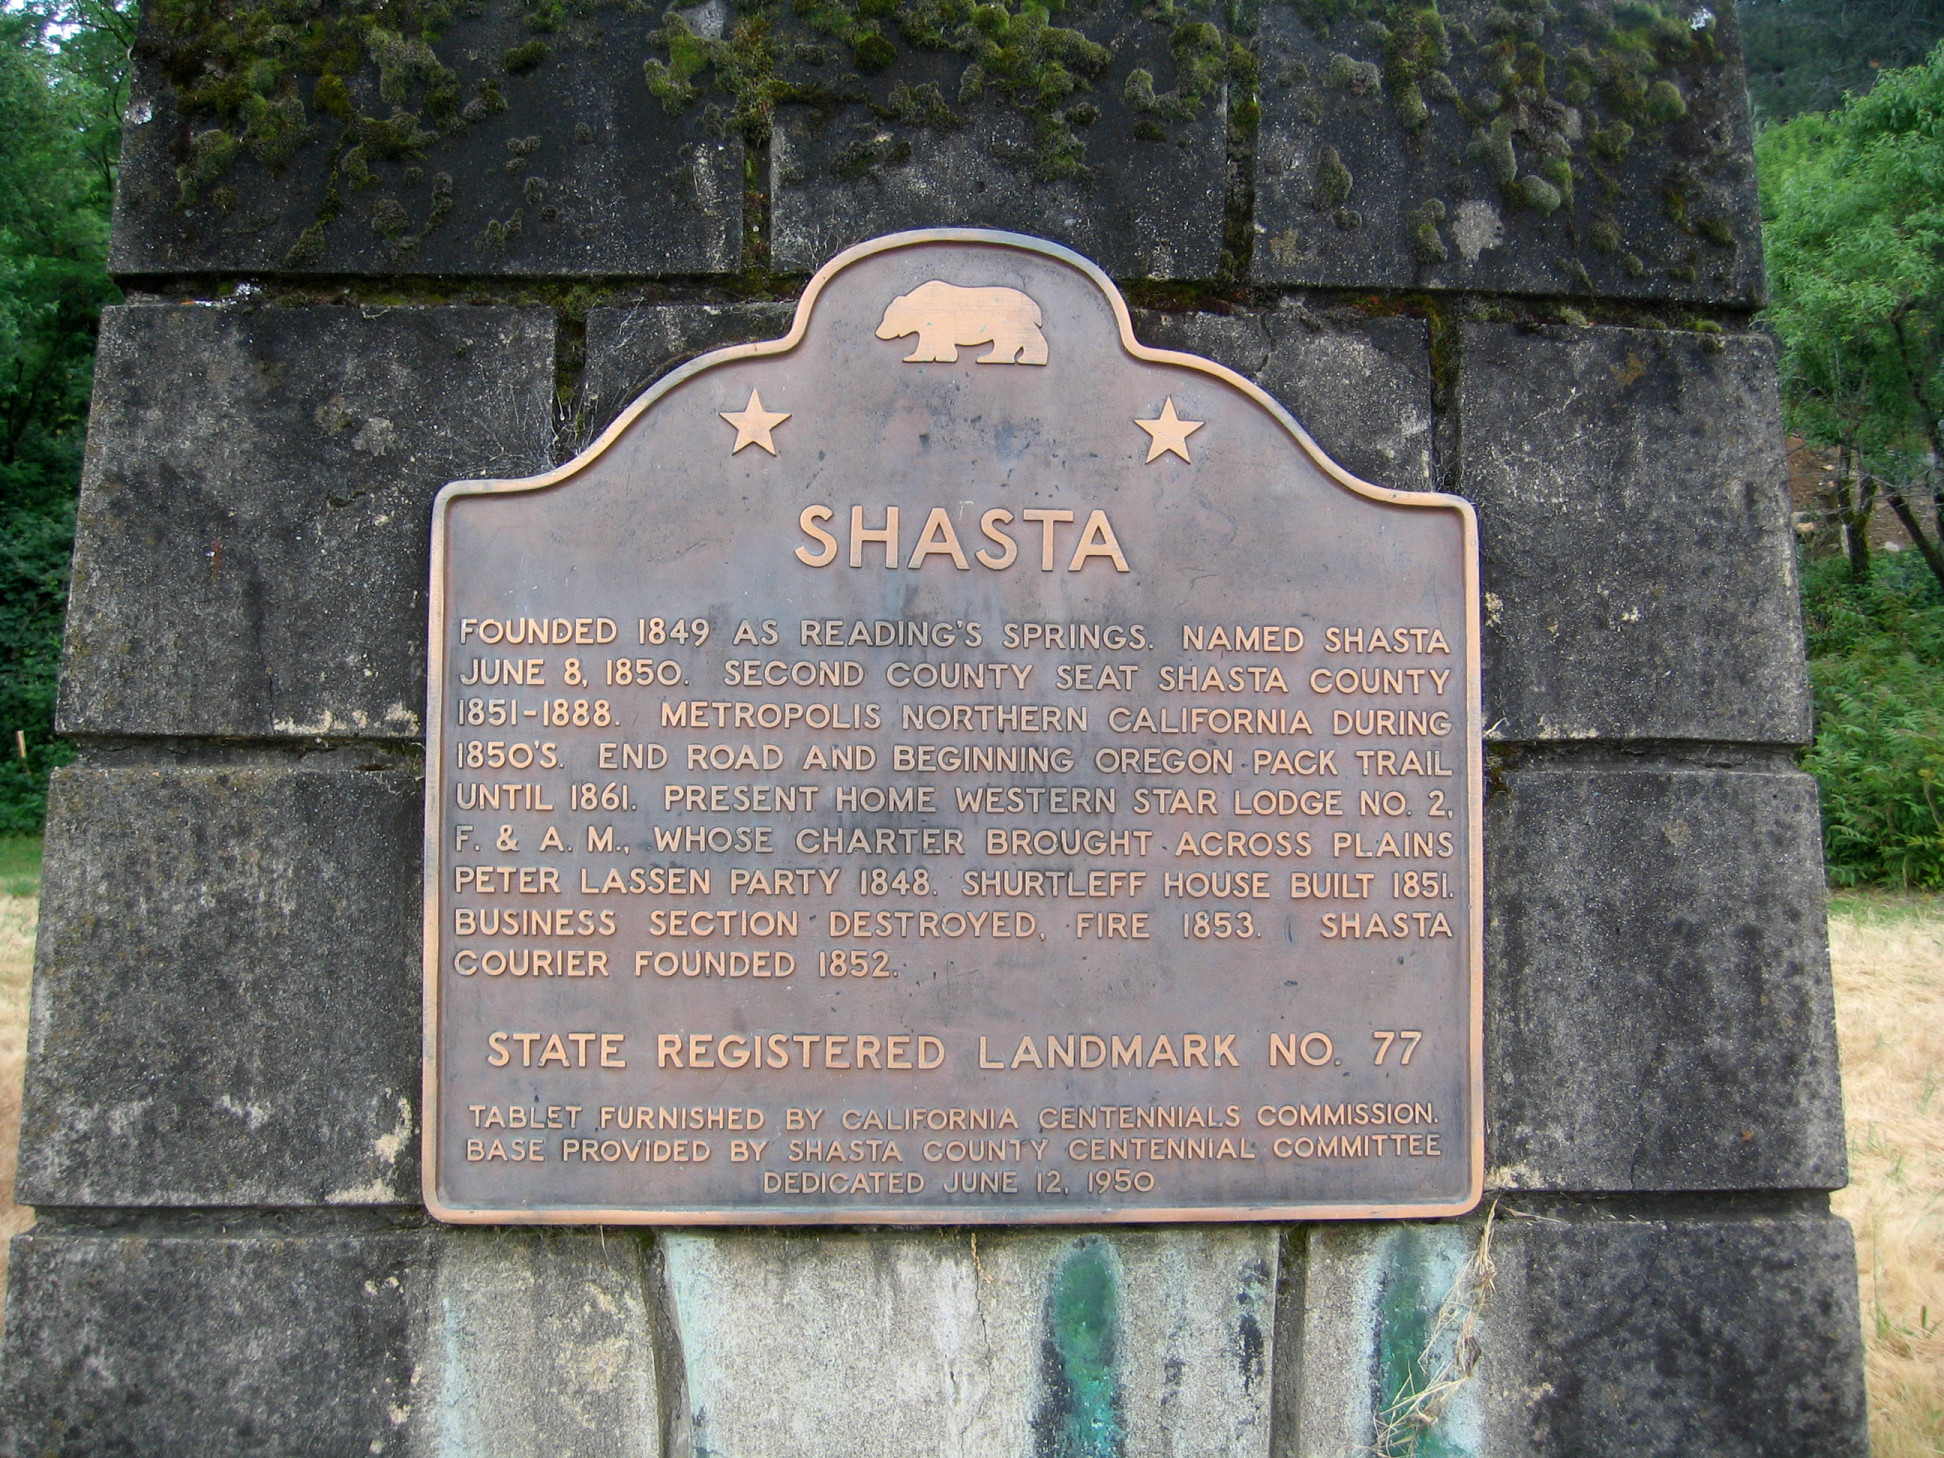 SHASTA
FOUNDED 1849 AS READING'S SPRINGS. NAMED SHASTA
JUNE 8, 1850. SECOND COUNTY SEAT SHASTA COUNTY
1851-1888. METROPOLIS NORTHERN CALIFORNIA DURING
1850'S. END ROAD AND BEGINNING OREGON PACK TRAIL
UNTIL 1861. PRESENT HOME WESTERN STAR LODGE NO. 2,
F. & A. M., WHOSE CHARTER BROUGHT ACROSS PLAINS
PETER LASSEN PARTY 1848. SHURTLEFF HOUSE BUILT 1851.
BUSINESS SECTION DESTROYED, FIRE 1853. SHASTA
COURIER FOUNDED 1852.
STATE REGISTERED LANDMARK NO. 77
TABLET FURNISHED BY CALIFORNIA CENTENNIALS COMMISSION.
BASE PROVIDED BY SHASTA COUNTY CENTENNIAL COMMITTEE
DEDICATED JUNE 12, 1950